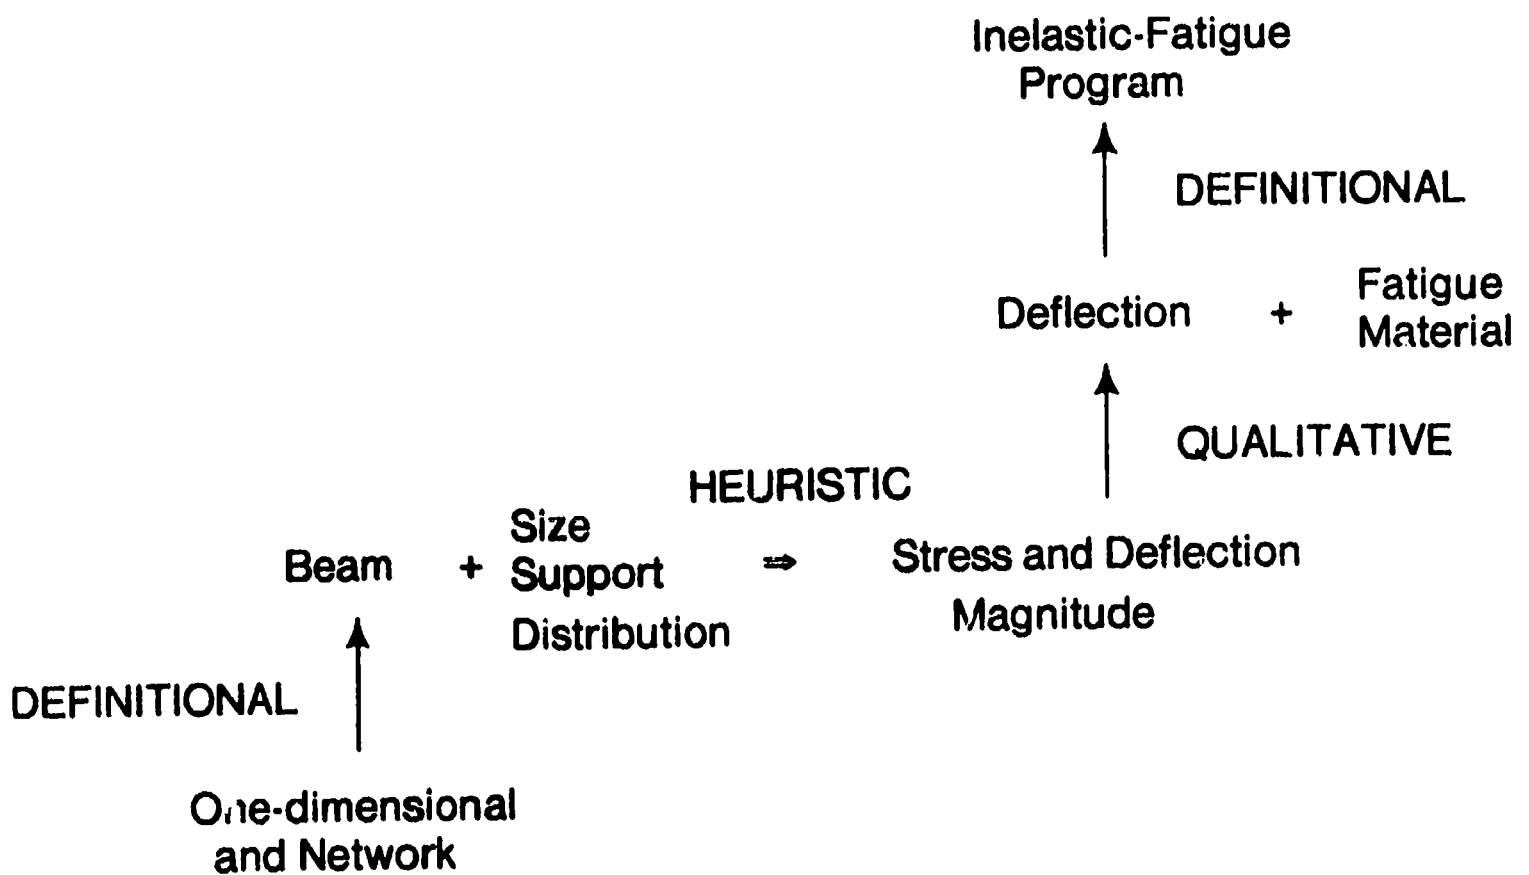 Inelastic-Fatigue
Program
DEFINITIONAL
Deflection + Fatigue
Material
QUALITATIVE
HEURISTIC
Beam + Size
Support
Distribution
⇒
Stress and Deflection
Magnitude
DEFINITIONAL
One-dimensional
and Network